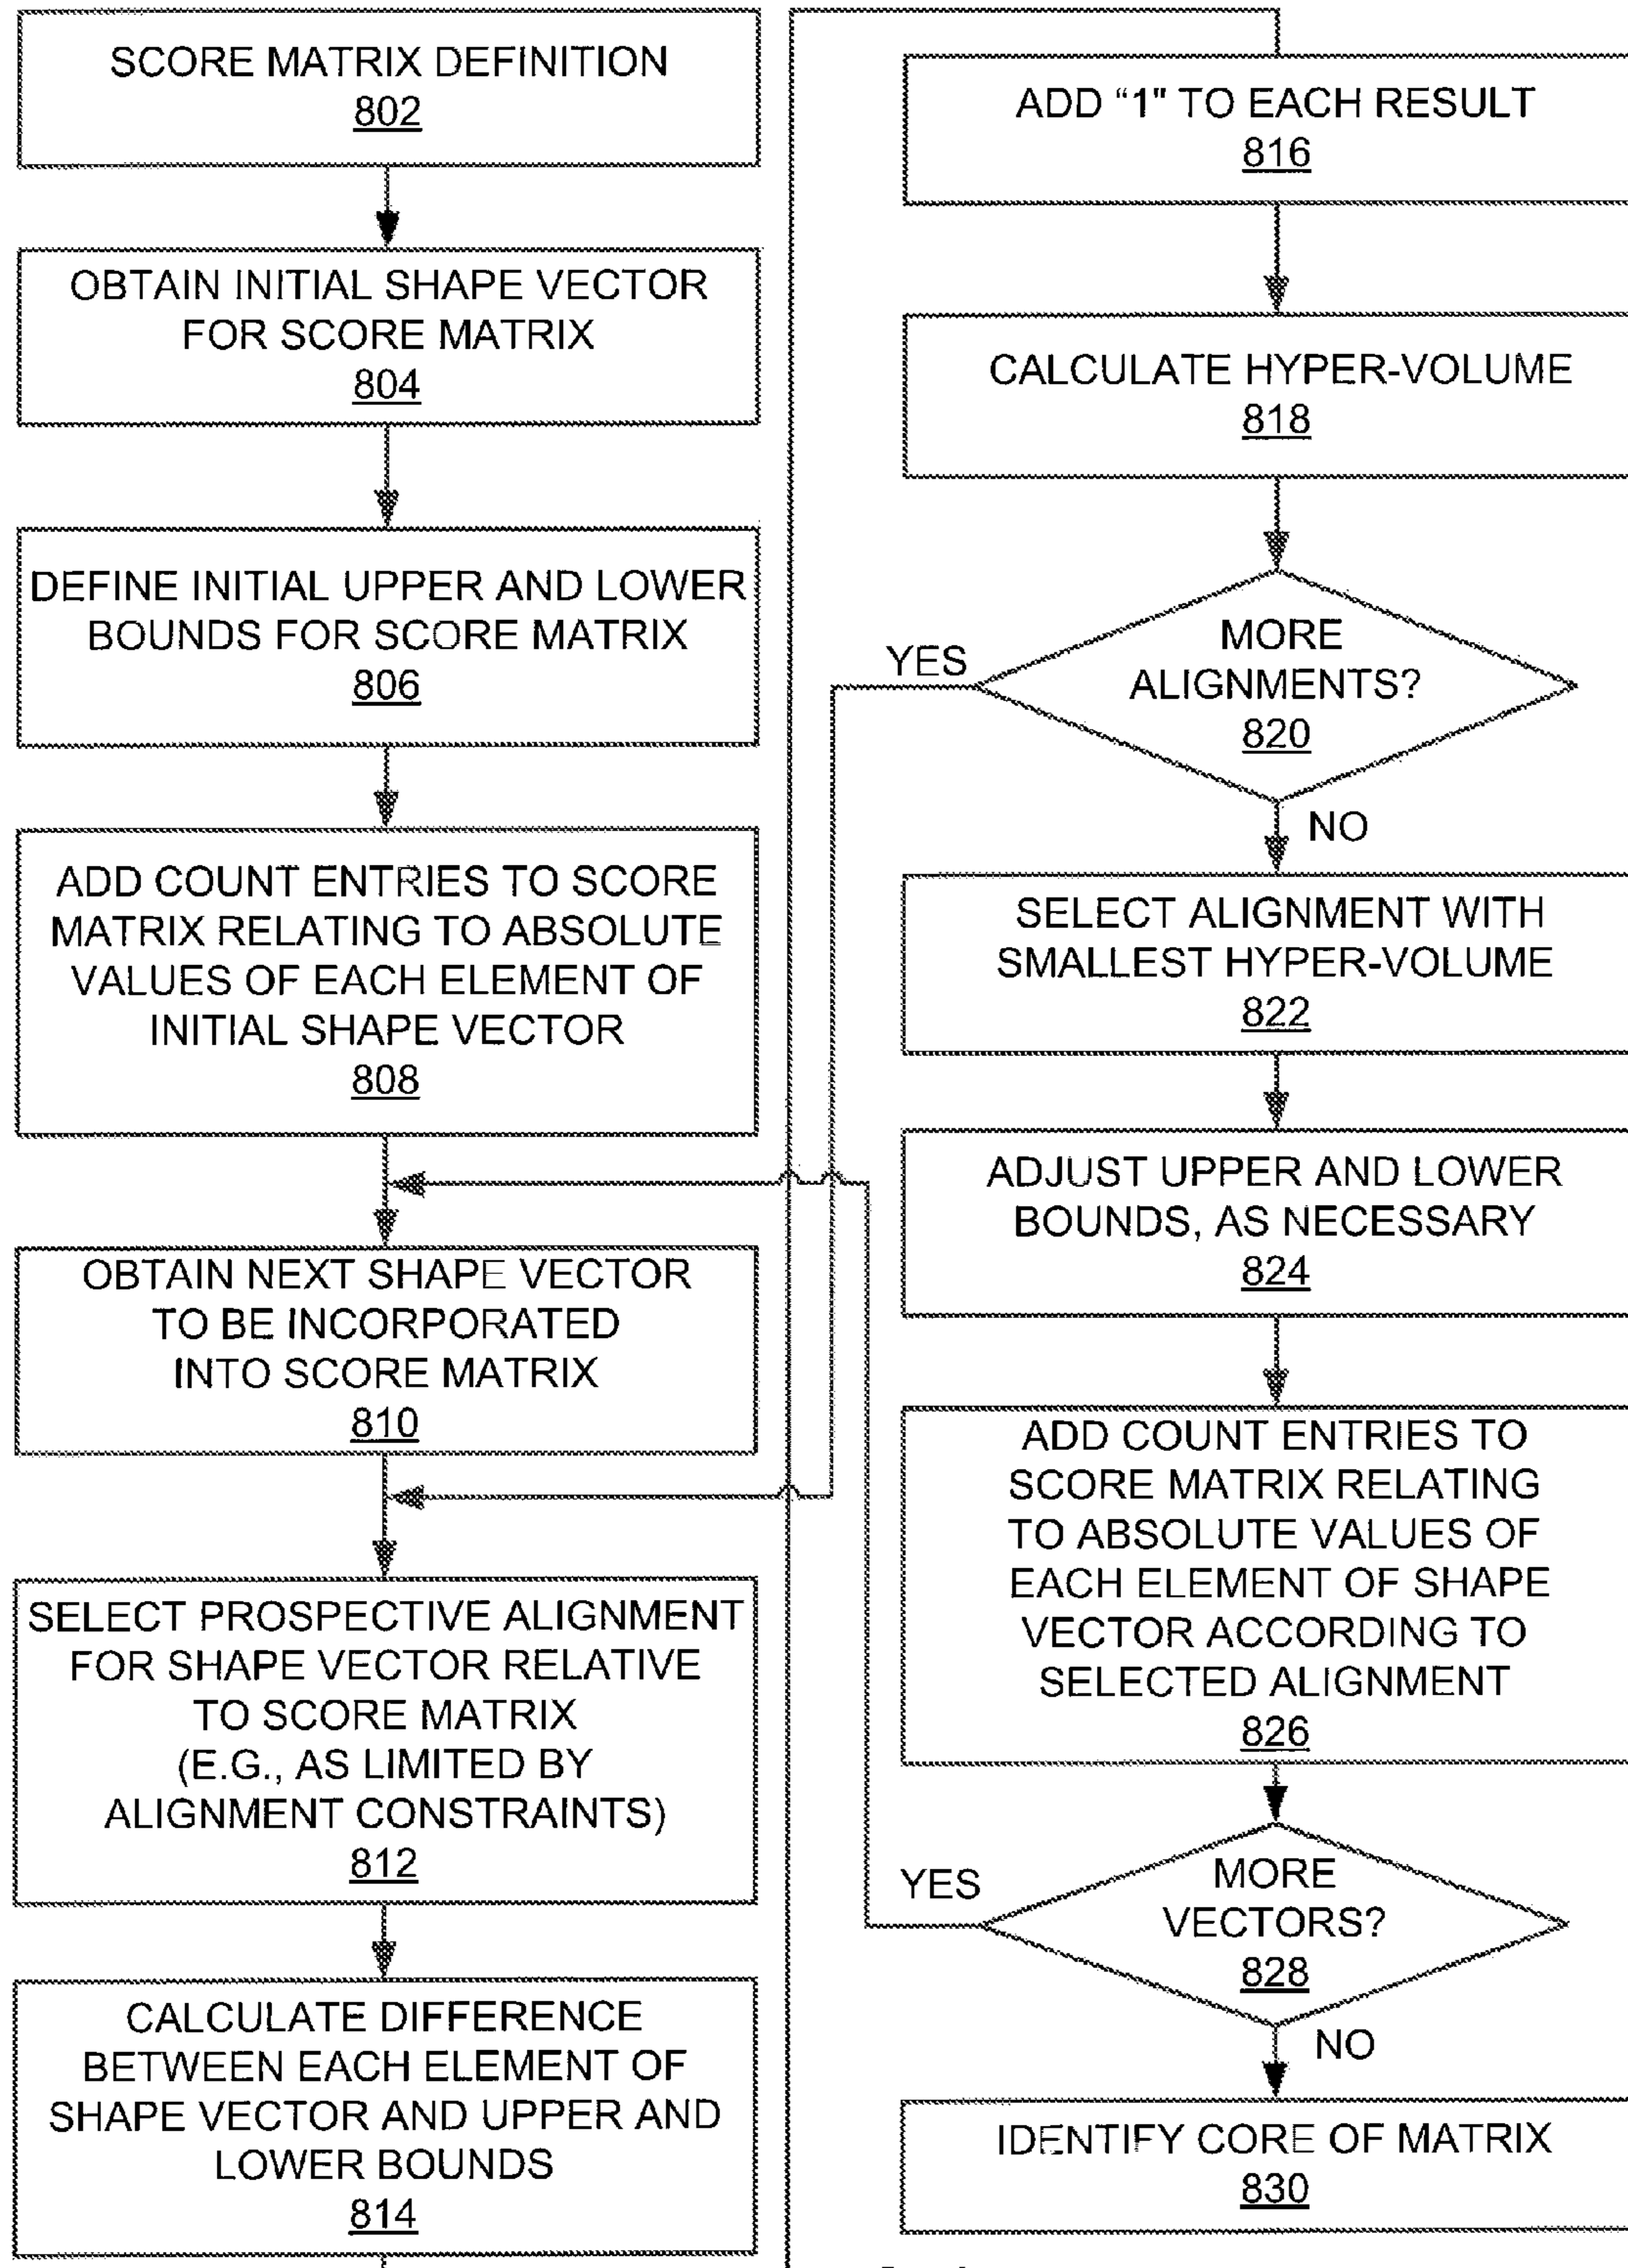 SCORE MATRIX DEFINITION
802
OBTAIN INITIAL SHAPE VECTOR
FOR SCORE MATRIX
804
DEFINE INITIAL UPPER AND LOWER
BOUNDS FOR SCORE MATRIX
806
ADD COUNT ENTRIES TO SCORE
MATRIX RELATING TO ABSOLUTE
VALUES OF EACH ELEMENT OF
INITIAL SHAPE VECTOR
808
OBTAIN NEXT SHAPE VECTOR
TO BE INCORPORATED
INTO SCORE MATRIX
810
SELECT PROSPECTIVE ALIGNMENT
FOR SHAPE VECTOR RELATIVE
TO SCORE MATRIX
(E.G., AS LIMITED BY
ALIGNMENT CONSTRAINTS)
812
CALCULATE DIFFERENCE
BETWEEN EACH ELEMENT OF
SHAPE VECTOR AND UPPER AND
LOWER BOUNDS
814
ADD “1" TO EACH RESULT
816
CALCULATE HYPER-VOLUME
818
MORE
ALIGNMENTS?
820
YES
NO
SELECT ALIGNMENT WITH
SMALLEST HYPER-VOLUME
822
ADJUST UPPER AND LOWER
BOUNDS, AS NECESSARY
824
ADD COUNT ENTRIES TO
SCORE MATRIX RELATING
TO ABSOLUTE VALUES OF
EACH ELEMENT OF SHAPE
VECTOR ACCORDING TO
SELECTED ALIGNMENT
826
MORE
VECTORS?
828
YES
NO
IDENTIFY CORE OF MATRIX
830